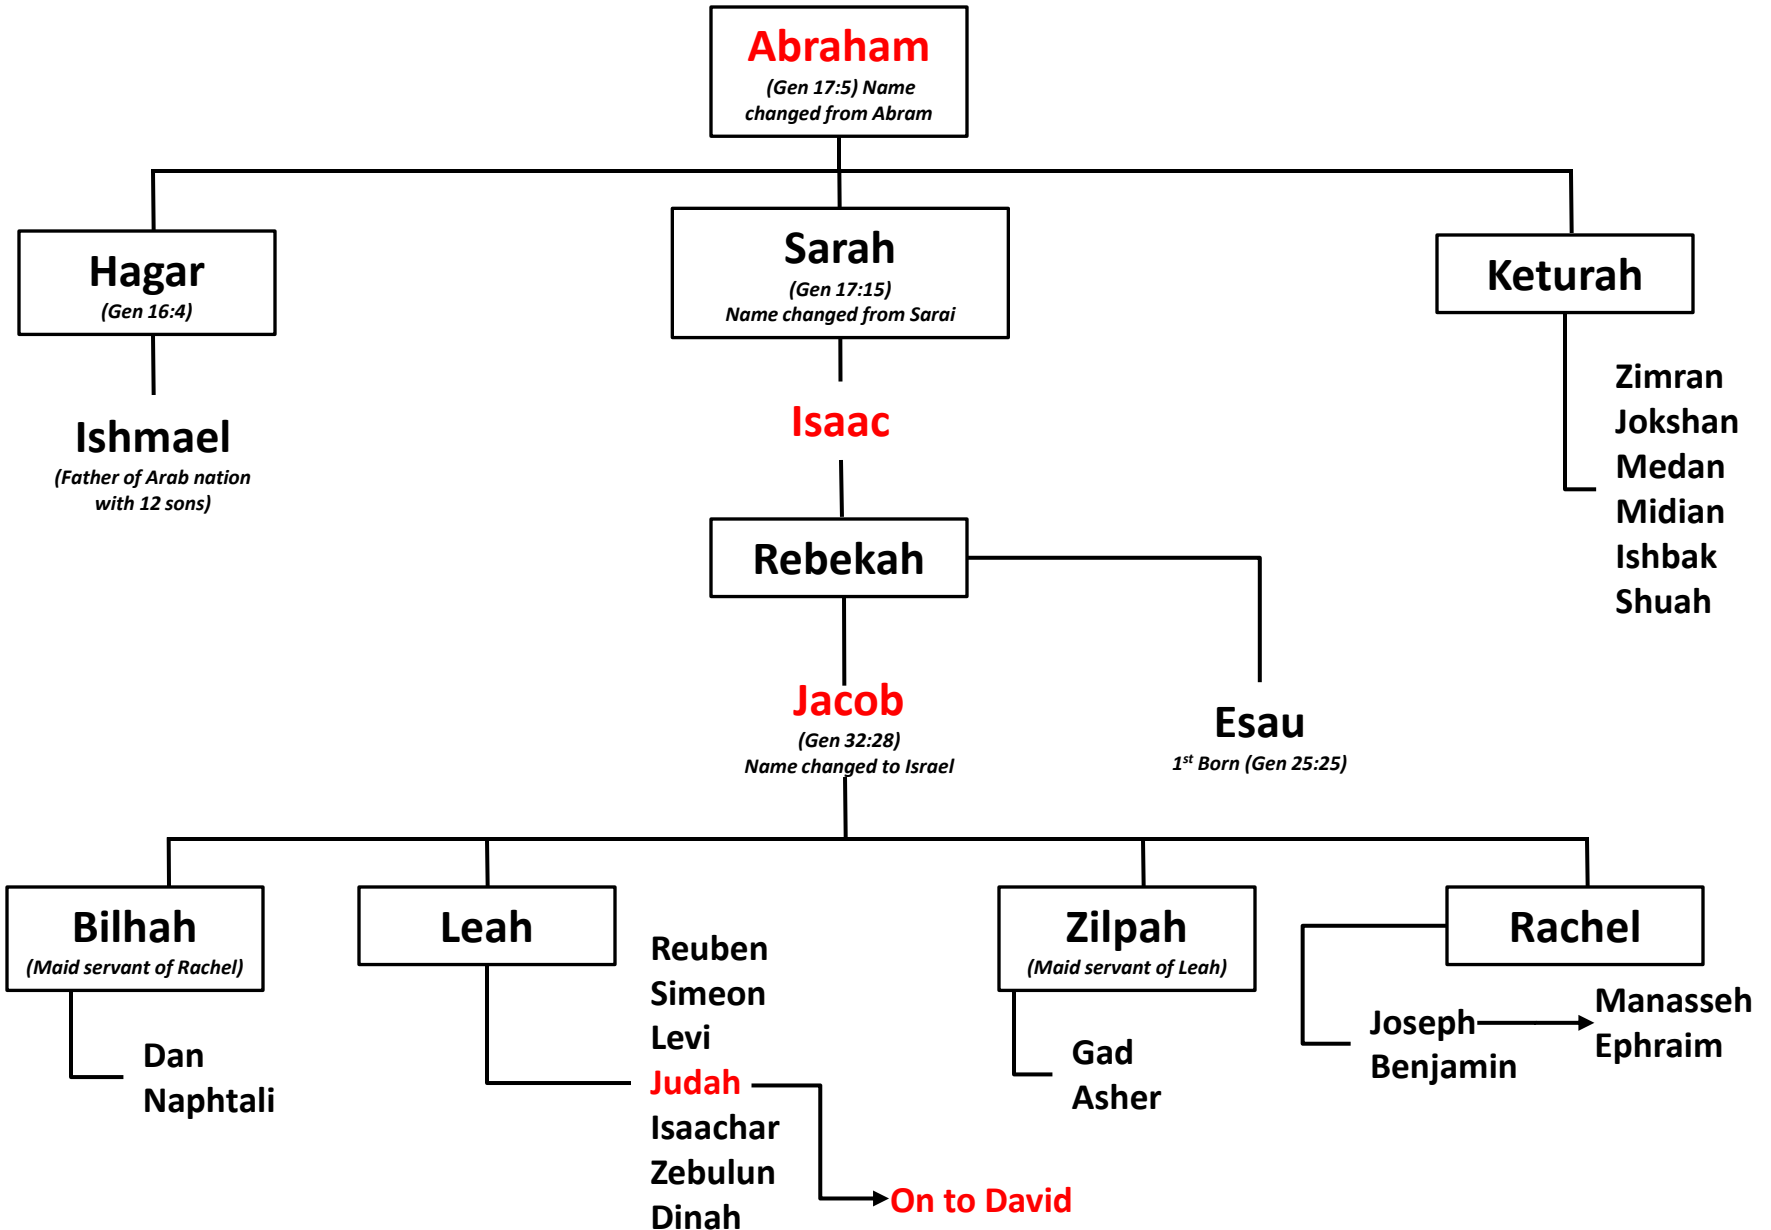 Abraham
(Gen 17:5) Name
changed from Abram
Hagar
(Gen 16:4)
Sarah
(Gen 17:15)
Name changed from Sarai
Keturah
Ishmael
(Father of Arab nation
with 12 sons)
Isaac
Zimran
Jokshan
Medan
Midian
Ishbak
Shuah
Rebekah
Jacob
(Gen 32:28)
Name changed to Israel
Esau
1st Born (Gen 25:25)
Bilhah
(Maid servant of Rachel)
Dan
Naphtali
Leah
Reuben
Simeon
Levi
Judah
Isaachar
Zebulun
Dinah
On to David
Zilpah
(Maid servant of Leah)
Gad
Asher
Rachel
Joseph
Benjamin
Manasseh
Ephraim